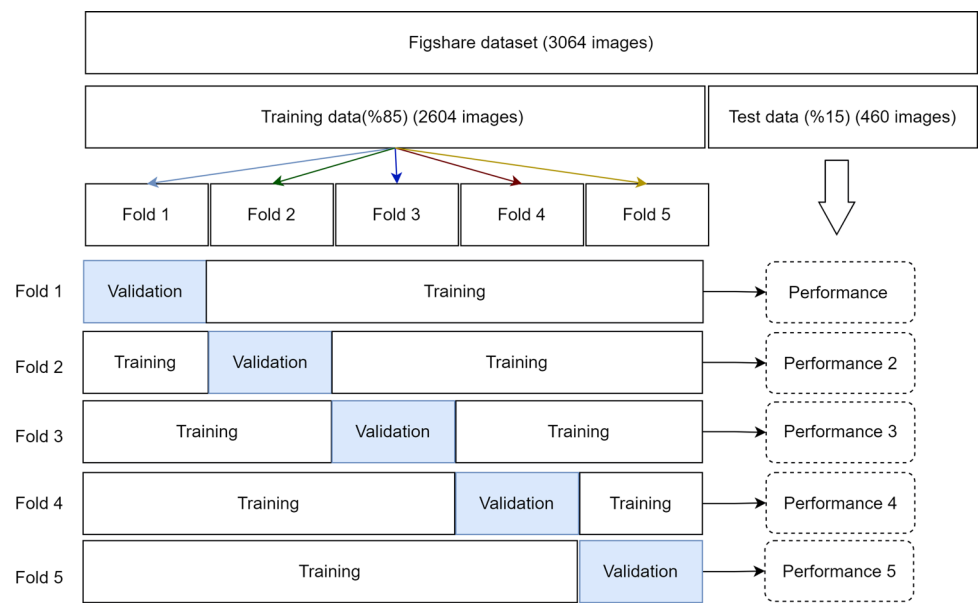 Figshare dataset (3064 images)
Training data(%85) (2604 images)
Test data (%15) (460 images)
Fold 1
Fold 2
Fold 3
Fold 4
Fold 5
Fold 1
Validation
Training
Performance
Fold 2
Training
Validation
Training
Performance 2
Fold 3
Training
Validation
Training
Performance 3
Fold 4
Training
Validation
Training
Performance 4
Fold 5
Training
Validation
Performance 5